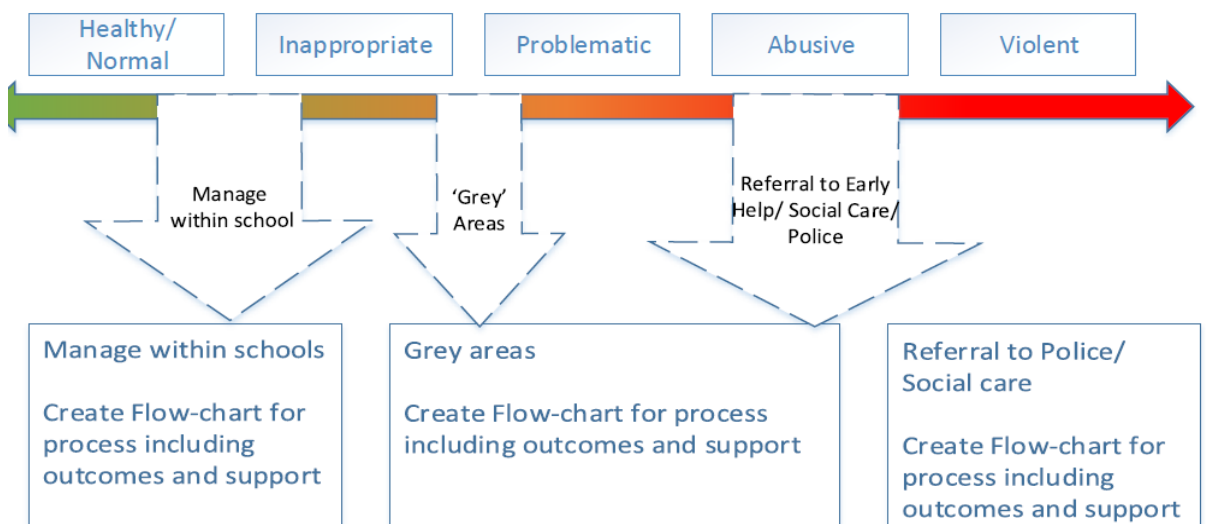 Healthy/
Normal
Inappropriate
Problematic
Abusive
Violent
Manage
within school
‘Grey’
Areas
Referral to Early
Help/ Social Care/
Police
Manage within schools
Create Flow-chart for
process including
outcomes and support
Grey areas
Create Flow-chart for process
including outcomes and support
Referral to Police/
Social care
Create Flow-chart for
process including
outcomes and support